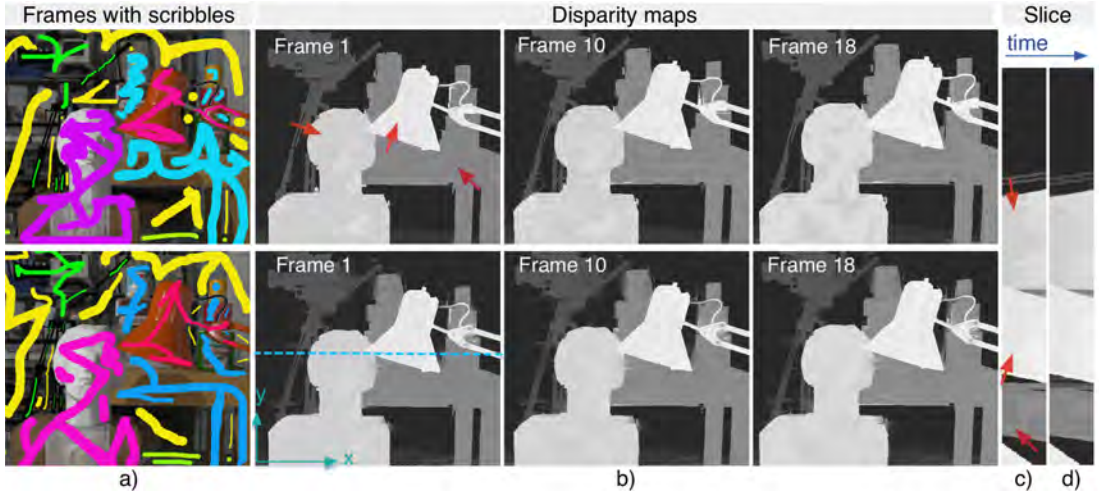 Frames with scribbles
Disparity maps
Slice
Frame 1
Frame 10
Frame 18
time
Frame 1
Frame 10
Frame 18
y
x
a)
b)
c)
d)